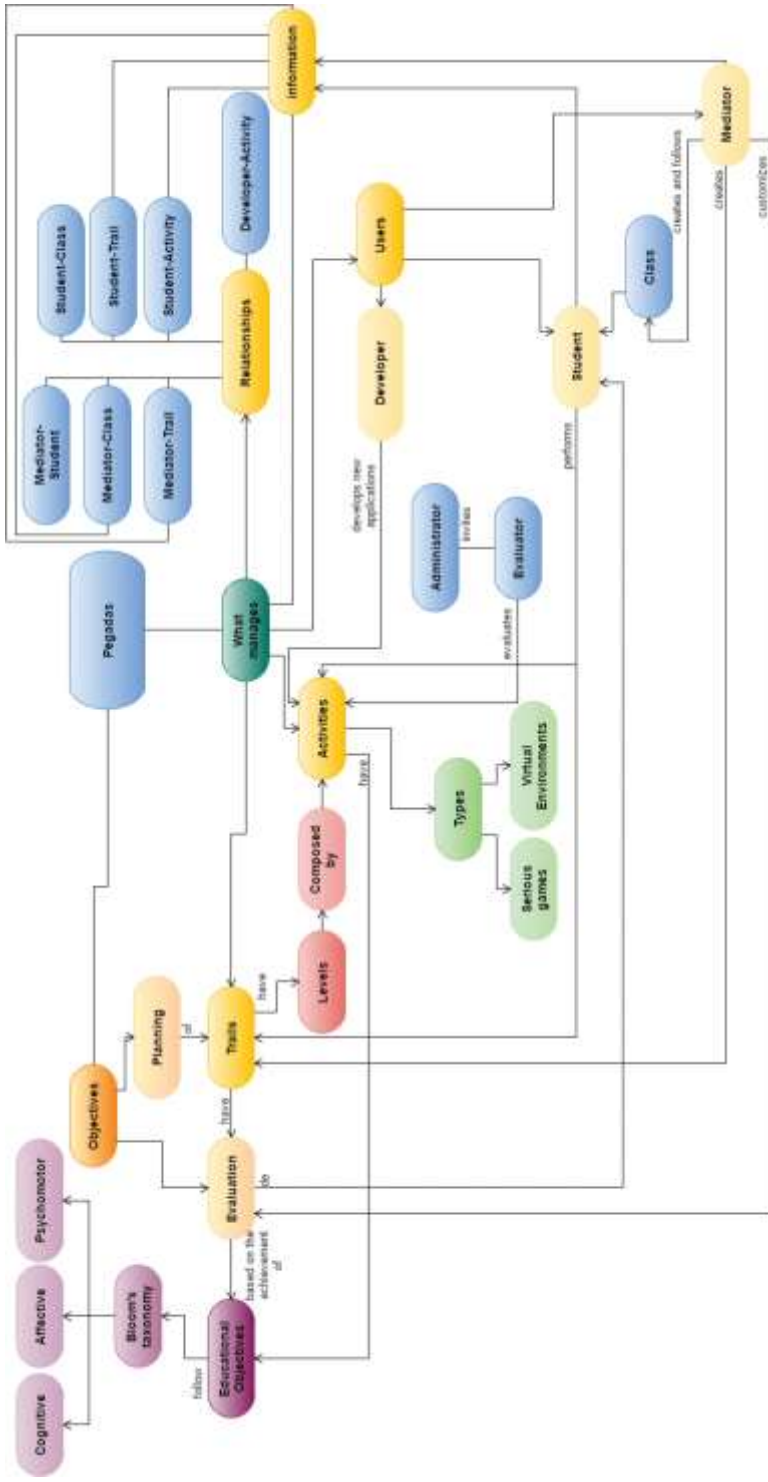 Cognitive
Affective
Psychomotor
Bloom's
taxonomy
Educational
Objectives
follow
based on the
achievement
of
Objectives
Evaluation
do
have
Planning
of
Trails
have
Levels
Composed
by
Pegadas
What
manages
Activities
have
Types
Serious
games
Virtual
Environments
evaluates
Evaluator
invites
Administrator
Mediator-
Student
Mediator-Class
Mediator-Trail
Relationships
Student-Class
Student-Trail
Student-Activity
Developer-Activity
Information
Users
Developer
develops new
applications
Student
performs
Class
Mediator
creates and follows
creates
customizes